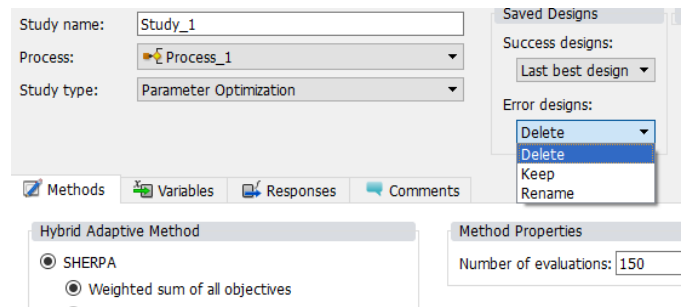 Study name: Study_1
Process: Process_1
Study type: Parameter Optimization
Saved Designs
Success designs:
Last best design
Error designs:
Delete
Delete
Keep
Rename
Methods Variables Responses Comments
Hybrid Adaptive Method
SHERPA
Weighted sum of all objectives
Method Properties
Number of evaluations: 150